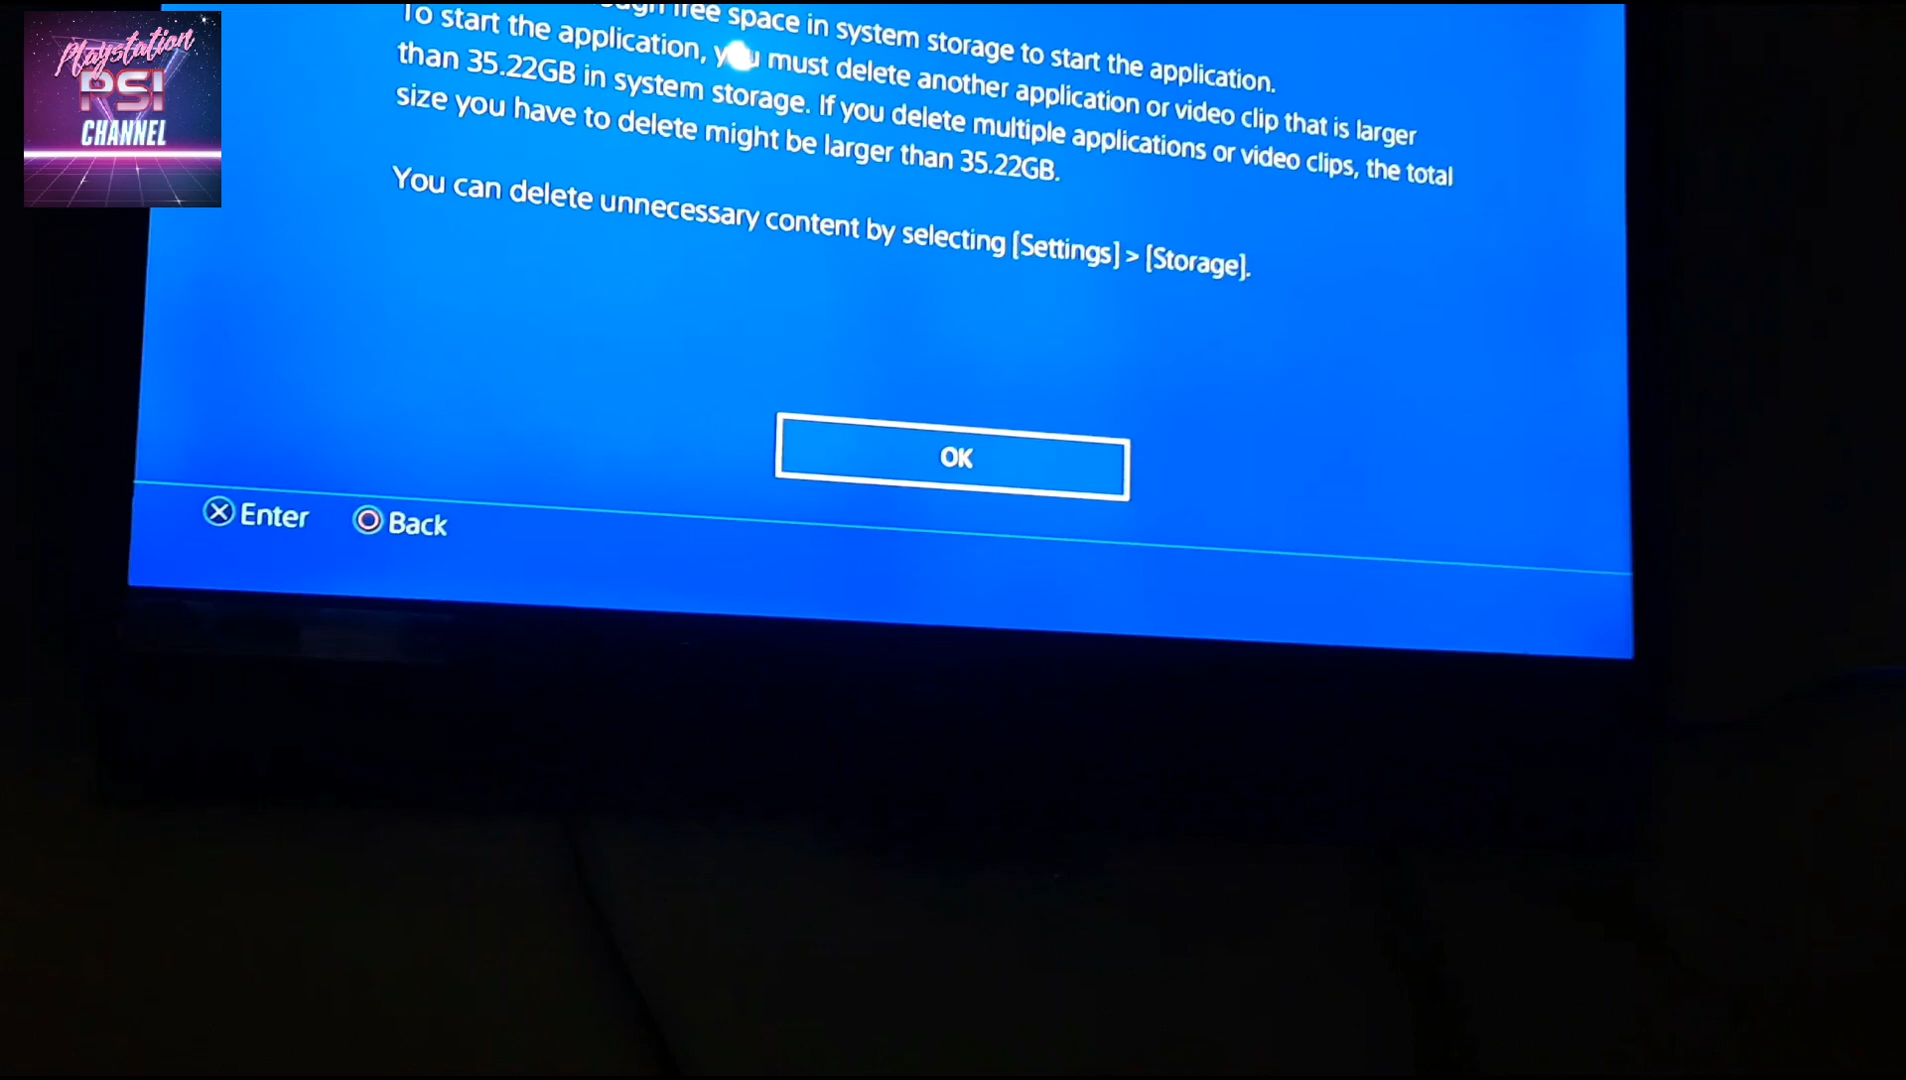 Playstation
PSI
CHANNEL
free space in system storage to start the application.
To start the application, you must delete another application or video clip that is larger
than 35.22GB in system storage. If you delete multiple applications or video clips, the total
size you have to delete might be larger than 35.22GB.
You can delete unnecessary content by selecting [Settings] > [Storage].
OK
Enter
Back